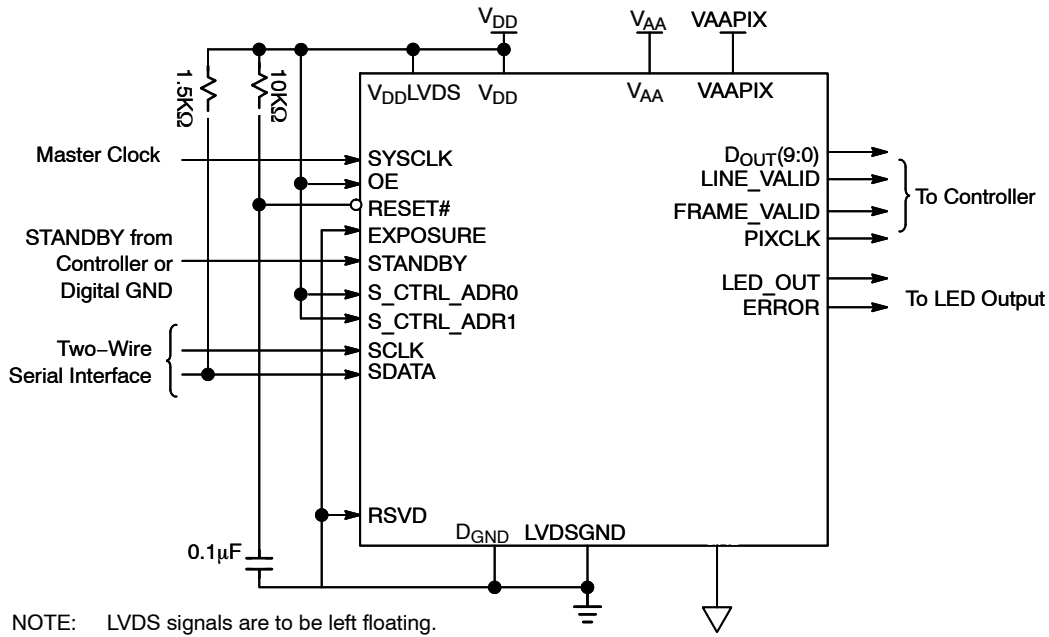 VDD
VAA
VAAPIX
1.5KΩ
10KΩ
VDDLVDS
VDD
VAA
VAAPIX
Master Clock
SYSCLK
OE
RESET#
EXPOSURE
STANDBY from
Controller or
Digital GND
STANDBY
S_CTRL_ADR0
S_CTRL_ADR1
Two−Wire
Serial Interface
SCLK
SDATA
RSVD
DOUT(9:0)
LINE_VALID
FRAME_VALID
PIXCLK
To Controller
LED_OUT
ERROR
To LED Output
DGND
LVDSGND
0.1μF
NOTE: LVDS signals are to be left floating.